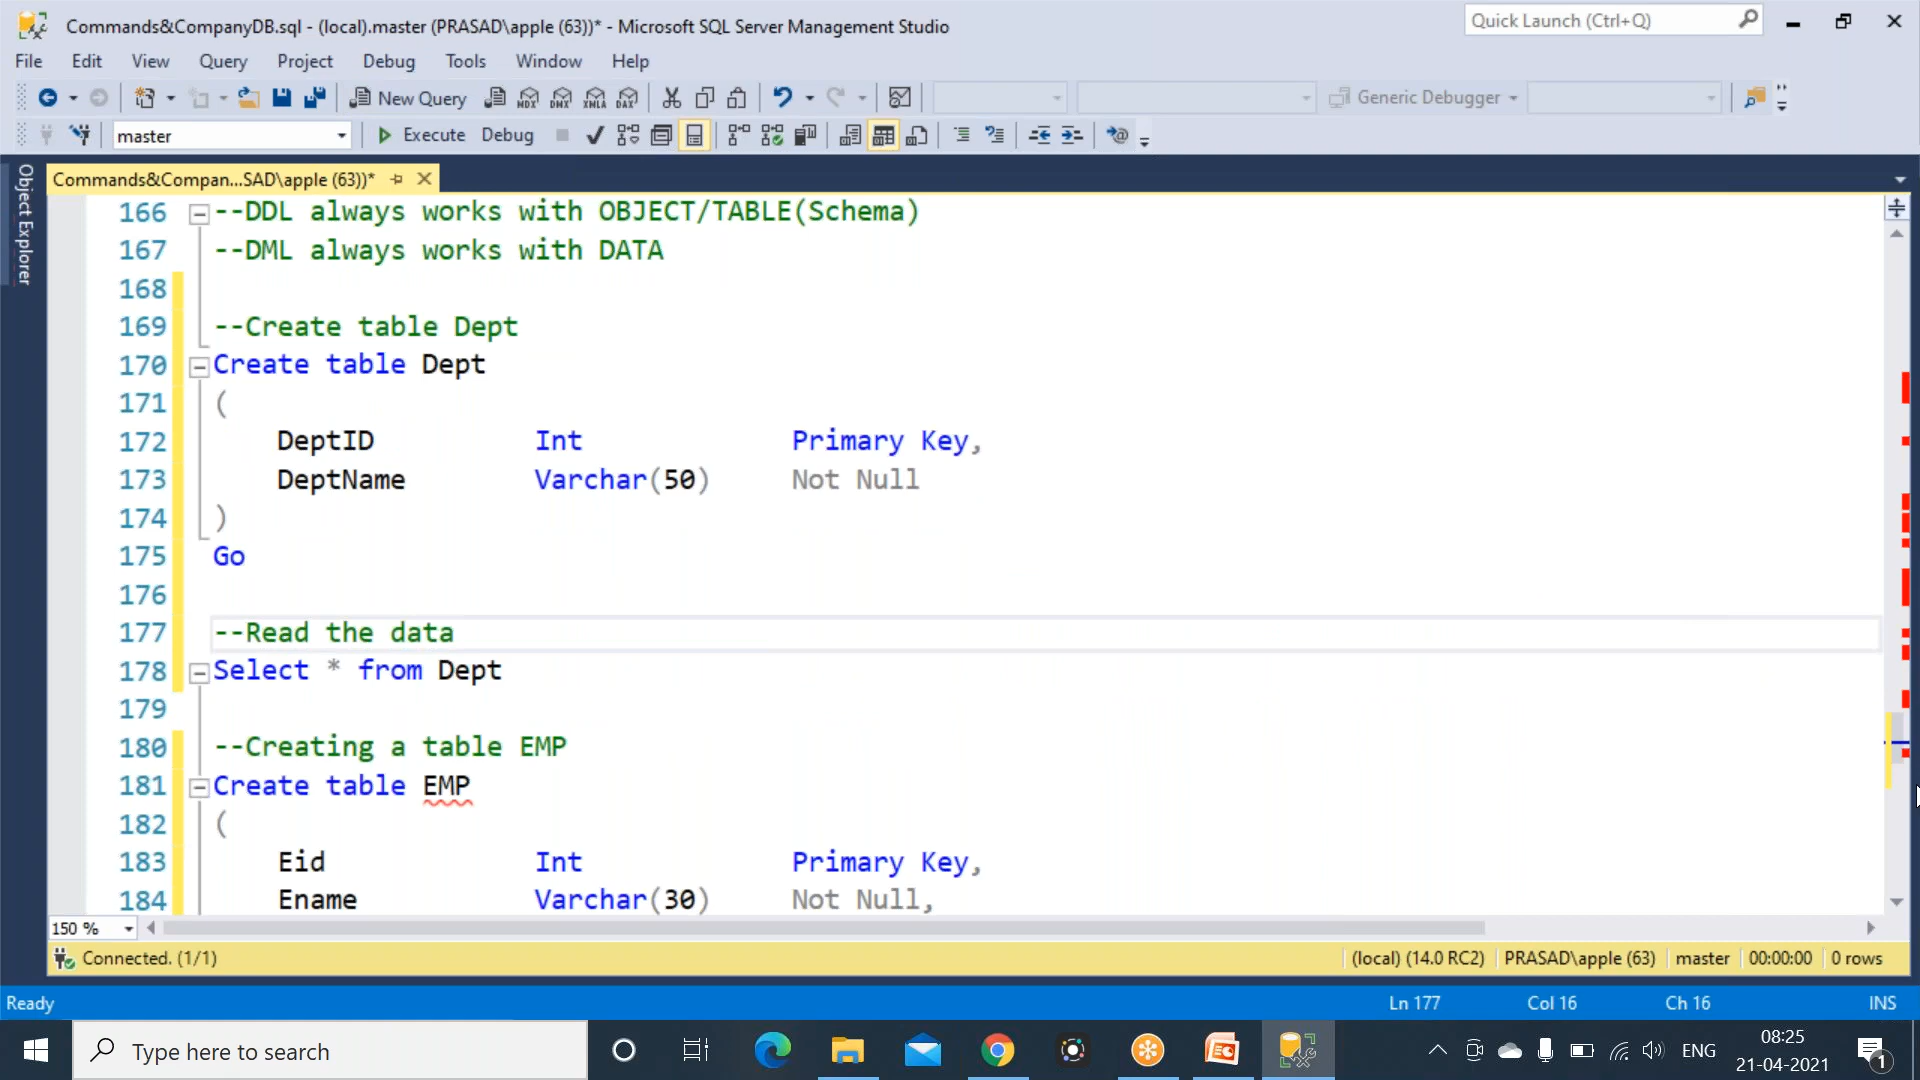 Commands&CompanyDB.sql - (local).master (PRASAD\apple (63))* - Microsoft SQL Server Management Studio
Quick Launch (Ctrl+Q)
File Edit View Query Project Debug Tools Window Help
New Query MDX DMX XMLA DAX Generic Debugger
master Execute Debug
Object Explorer
Commands&Compan...SAD\apple (63))*
166 --DDL always works with OBJECT/TABLE(Schema)
167 --DML always works with DATA
168
169 --Create table Dept
170 Create table Dept
171 (
172 DeptID Int Primary Key,
173 DeptName Varchar(50) Not Null
174 )
175 Go
176
177 --Read the data
178 Select * from Dept
179
180 --Creating a table EMP
181 Create table EMP
182 (
183 Eid Int Primary Key,
184 Ename Varchar(30) Not Null,
150 %
Connected. (1/1) (local) (14.0 RC2) PRASAD\apple (63) master 00:00:00 0 rows
Ready Ln 177 Col 16 Ch 16 INS
Type here to search ENG 08:25
21-04-2021 1